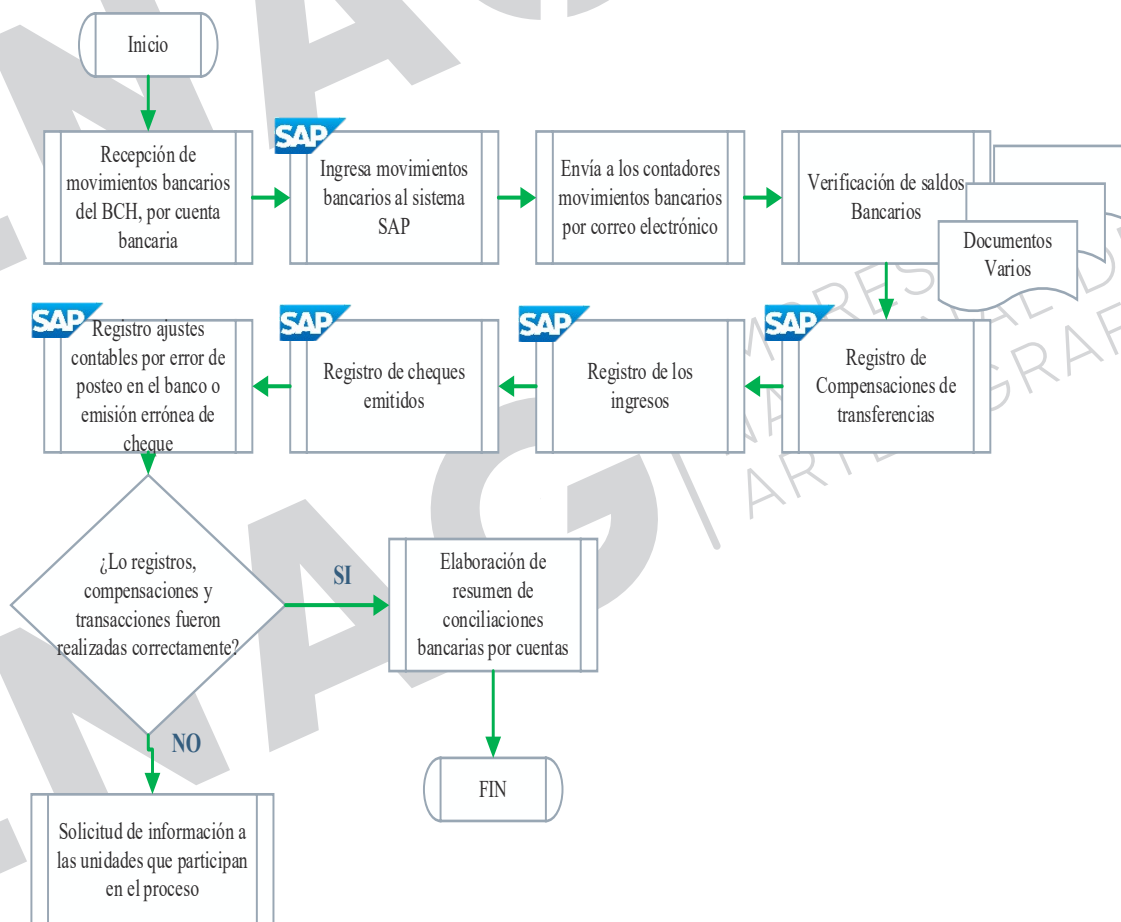 Inicio
Recepción de
movimientos bancarios
del BCH, por cuenta
bancaria
SAP
Ingresa movimientos
bancarios al sistema
SAP
Envía a los contadores
movimientos bancarios
por correo electrónico
Verificación de saldos
Bancarios
Documentos
Varios
SAP
Registro ajustes
contables por error de
posteo en el banco o
emisión errónea de
cheque
SAP
Registro de cheques
emitidos
SAP
Registro de los
ingresos
SAP
Registro de
Compensaciones de
transferencias
¿Lo registros,
compensaciones y
transacciones fueron
realizadas correctamente?
SI
Elaboración de
resumen de
conciliaciones
bancarias por cuentas
NO
FIN
Solicitud de información a
las unidades que participan
en el proceso